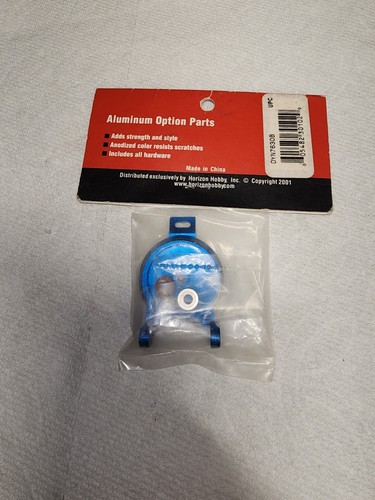 Aluminum Option Parts
Adds strength and style
Anodized color resists scratches
Includes all hardware
Made in China
Distributed exclusively by Horizon Hobby, Inc. © Copyright 2001
www.horizonhobby.com
UPC
DYN76308